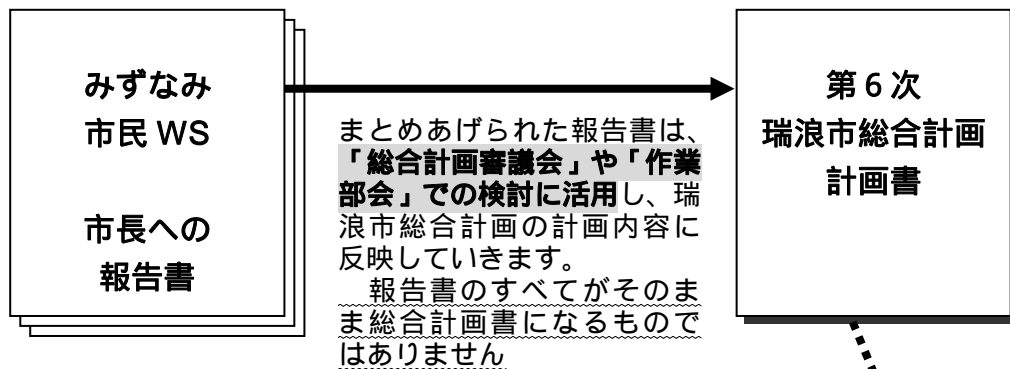 みずなみ
市民 WS
市長への
報告書
まとめあげられた報告書は、
「総合計画審議会」や「作業
部会」での検討に活用し、瑞
浪市総合計画の計画内容に
反映していきます。
報告書のすべてがそのま
ま総合計画書になるもので
はありません
第６次
瑞浪市総合計画
計画書